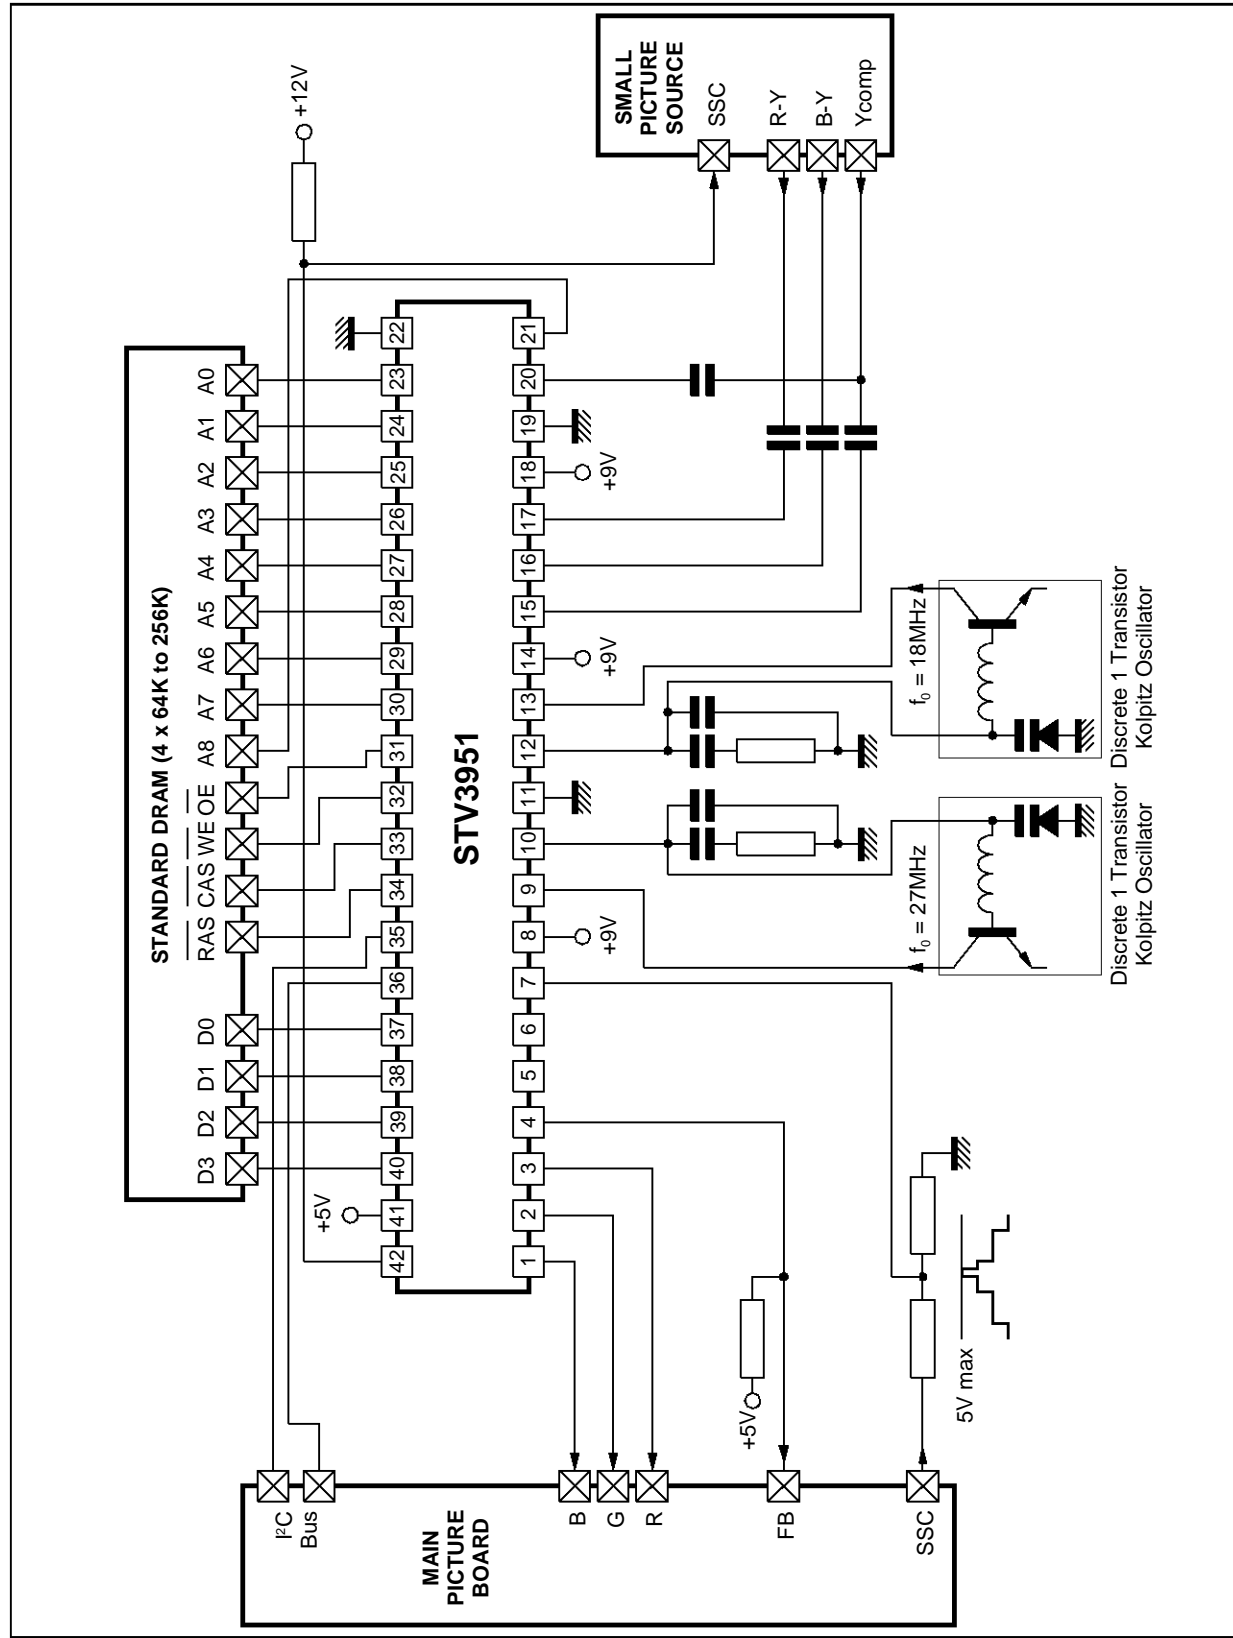 STANDARD DRAM (4 x 64K to 256K)
D3 D2 D1 D0 RAS CAS WE OE A8 A7 A6 A5 A4 A3 A2 A1 A0
+5V
+12V
42 41 40 39 38 37 36 35 34 33 32 31 30 29 28 27 26 25 24 23 22
STV3951
1 2 3 4 5 6 7 8 9 10 11 12 13 14 15 16 17 18 19 20 21
+9V
+9V
+9V
MAIN
PICTURE
BOARD
I²C
Bus
B
G
R
FB
SSC
+5V
5V max
SMALL
PICTURE
SOURCE
SSC
R-Y
B-Y
Ycomp
f₀ = 27MHz
Discrete 1 Transistor
Kolpitz Oscillator
f₀ = 18MHz
Discrete 1 Transistor
Kolpitz Oscillator